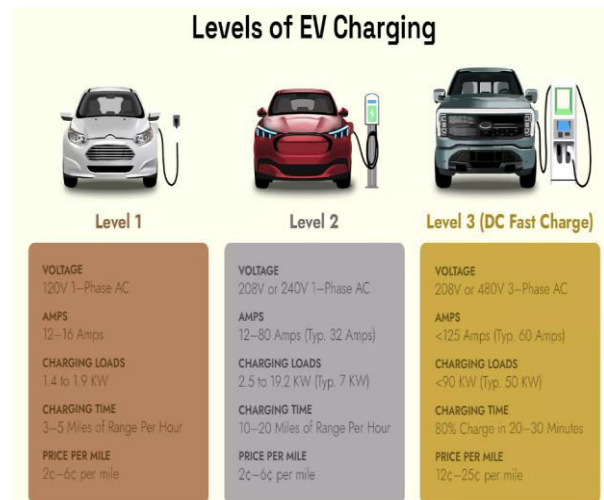 Levels of EV Charging
Level 1
VOLTAGE
120V 1–Phase AC
AMPS
12–16 Amps
CHARGING LOADS
1.4 to 1.9 KW
CHARGING TIME
3–5 Miles of Range Per Hour
PRICE PER MILE
2¢–6¢ per mile
Level 2
VOLTAGE
208V or 240V 1–Phase AC
AMPS
12–80 Amps (Typ. 32 Amps)
CHARGING LOADS
2.5 to 19.2 KW (Typ. 7 KW)
CHARGING TIME
10–20 Miles of Range Per Hour
PRICE PER MILE
2¢–6¢ per mile
Level 3 (DC Fast Charge)
VOLTAGE
208V or 480V 3–Phase AC
AMPS
<125 Amps (Typ. 60 Amps)
CHARGING LOADS
<90 KW (Typ. 50 KW)
CHARGING TIME
80% Charge in 20–30 Minutes
PRICE PER MILE
12¢–25¢ per mile